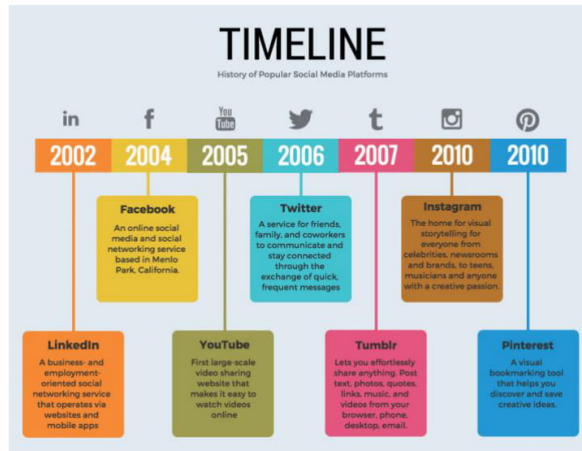 TIMELINE
History of Popular Social Media Platforms
in
f
You
Tube
t
2002
2004
2005
2006
2007
2010
2010
Facebook
An online social
media and social
networking service
based in Menlo
Park, California.
Twitter
A service for friends,
family, and coworkers
to communicate and
stay connected
through the
exchange of quick,
frequent messages
Instagram
The home for visual
storytelling for
everyone from
celebrities, newsrooms
and brands, to teens,
musicians and anyone
with a creative passion.
LinkedIn
A business- and
employment-
oriented social
networking service
that operates via
websites and
mobile apps
YouTube
First large-scale
video sharing
website that
makes it easy to
watch videos
online
Tumblr
Lets you effortlessly
share anything. Post
text, photos, quotes,
links, music, and
videos from your
browser, phone,
desktop, email.
Pinterest
A visual
bookmarking tool
that helps you
discover and save
creative ideas.